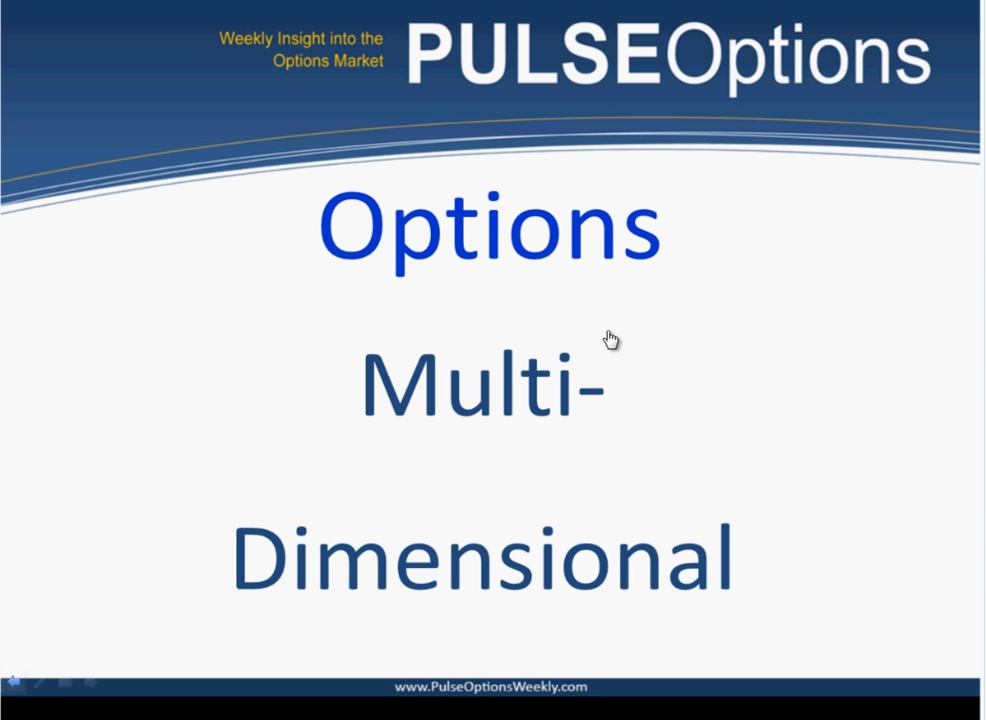 Weekly Insight into the
Options Market
PULSEOptions
Options
Multi-
Dimensional
www.PulseOptionsWeekly.com